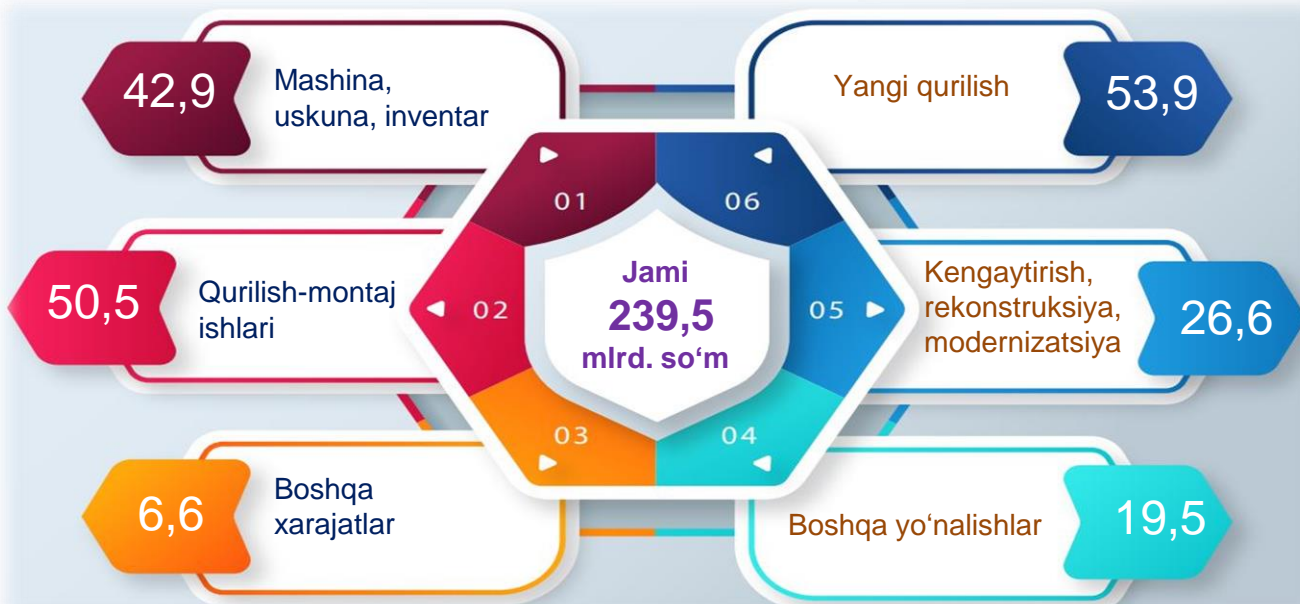 42,9
Mashina,
uskuna, inventar
Yangi qurilish
53,9
01
06
50,5
Qurilish-montaj
ishlari
02
Jami
239,5
mlrd. so‘m
05
Kengaytirish,
rekonstruksiya,
modernizatsiya
26,6
6,6
Boshqa
xarajatlar
03
04
Boshqa yo‘nalishlar
19,5